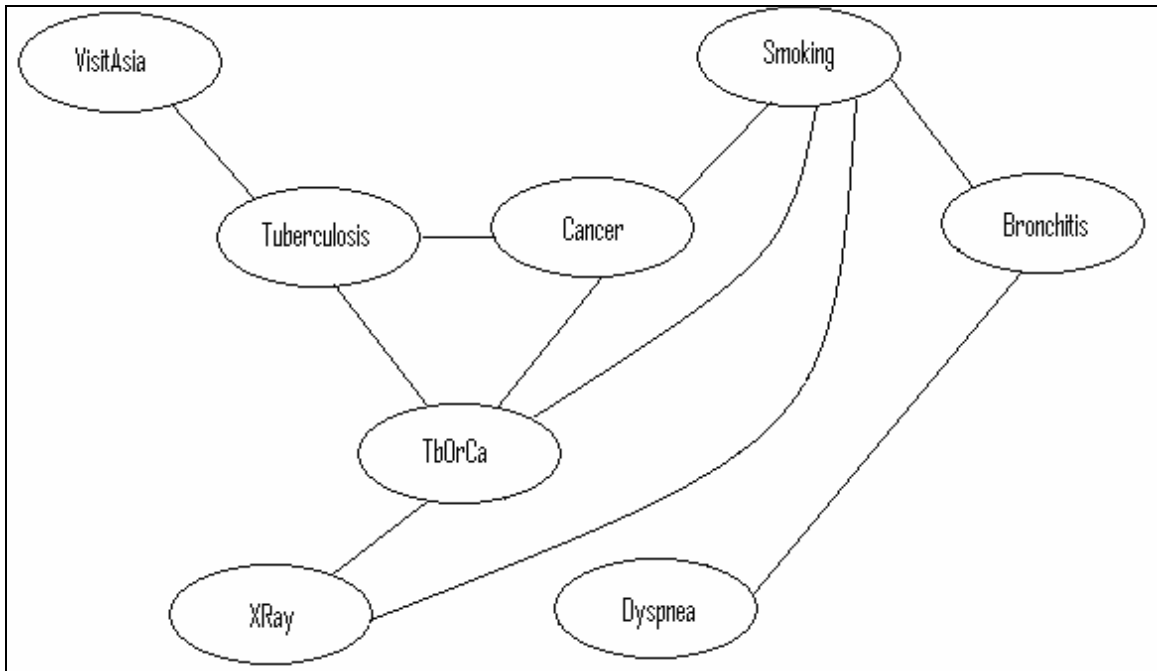 VisitAsia
Smoking
Tuberculosis
Cancer
Bronchitis
TbOrCa
XRay
Dyspnea